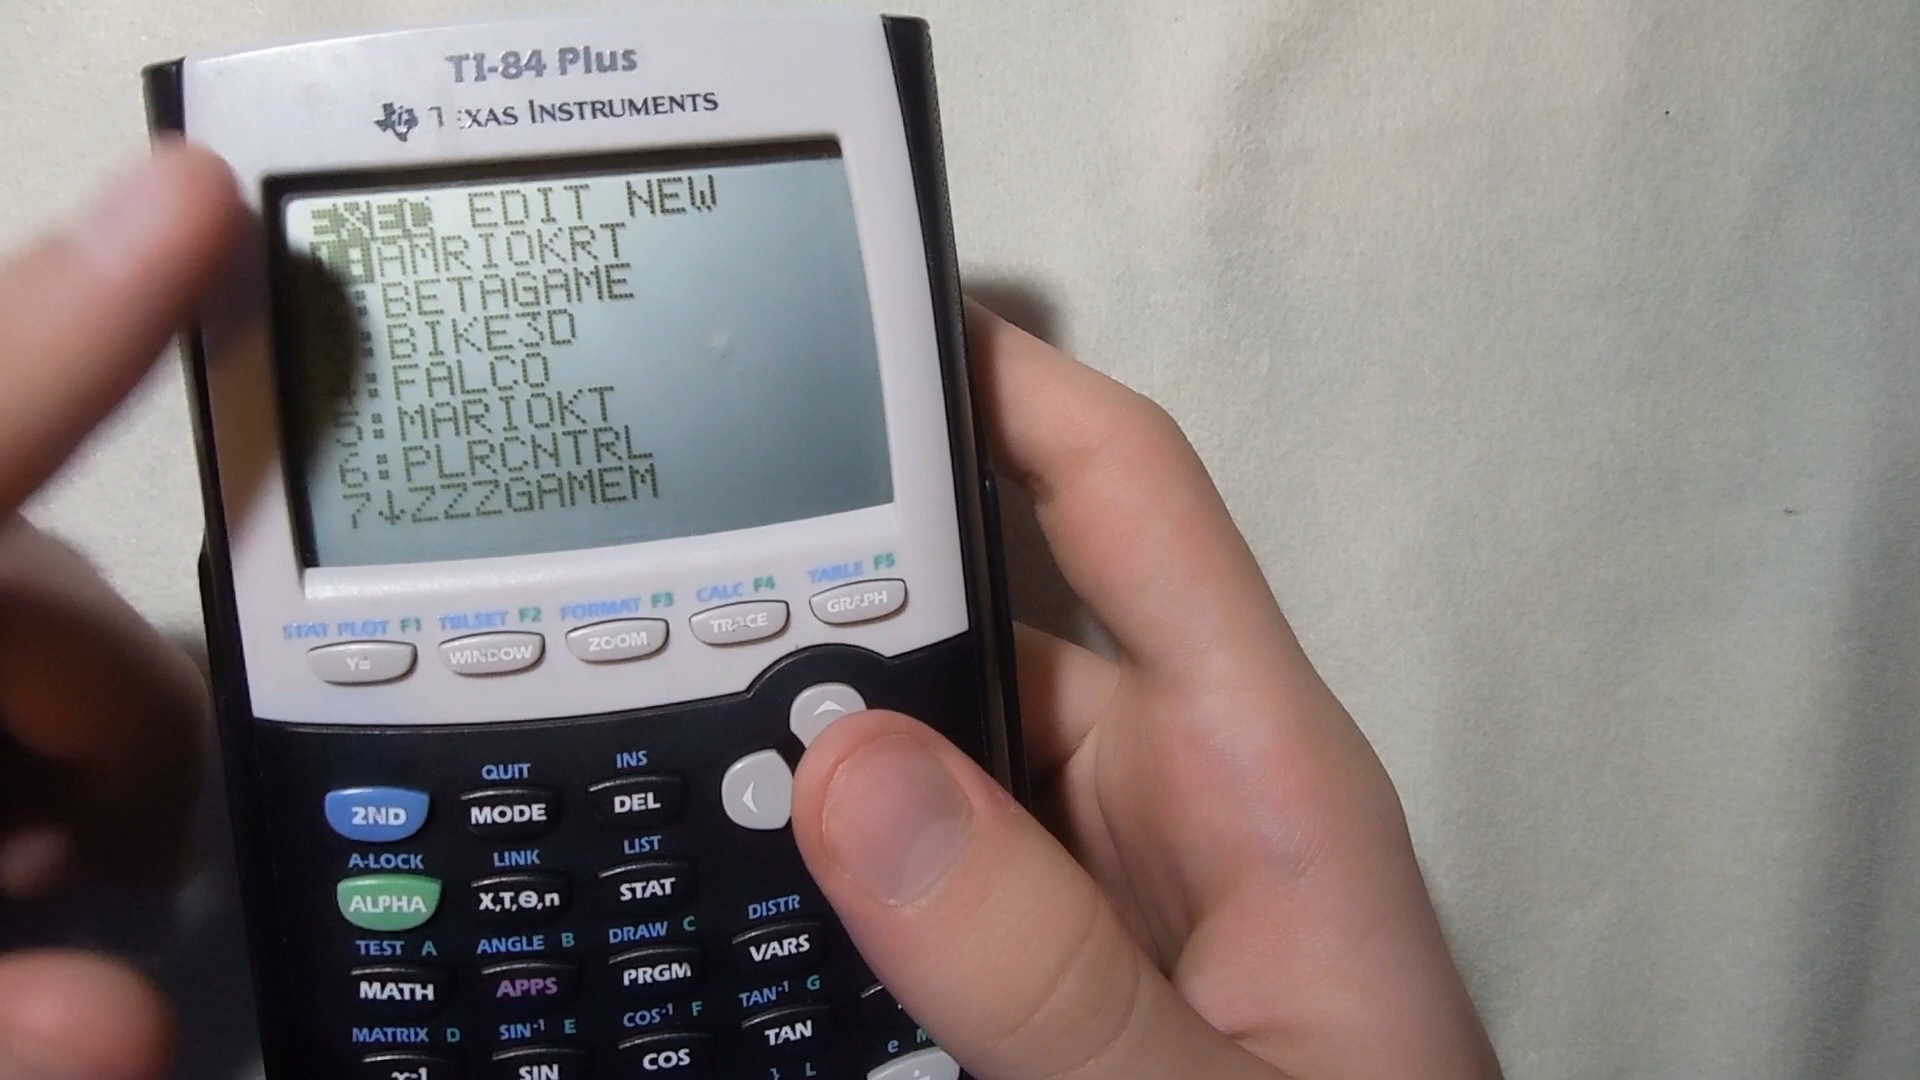 TI-84 Plus
TEXAS INSTRUMENTS
EXEC EDIT NEW
1:AMRIOKRT
:BETAGAME
:BIKE3D
:FALCO
5:MARIOKT
6:PLRCNTRL
7↓ZZZGAMEM
STAT PLOT F1 TBLSET F2 FORMAT F3 CALC F4 TABLE F5
Y= WINDOW ZOOM TRACE GRAPH
QUIT INS
2ND MODE DEL
A-LOCK LINK LIST
ALPHA X,T,Θ,n STAT
TEST A ANGLE B DRAW C DISTR
MATH APPS PRGM VARS
MATRIX D SIN-1 E COS-1 F TAN-1 G
x-1 SIN COS TAN
} L e M
÷